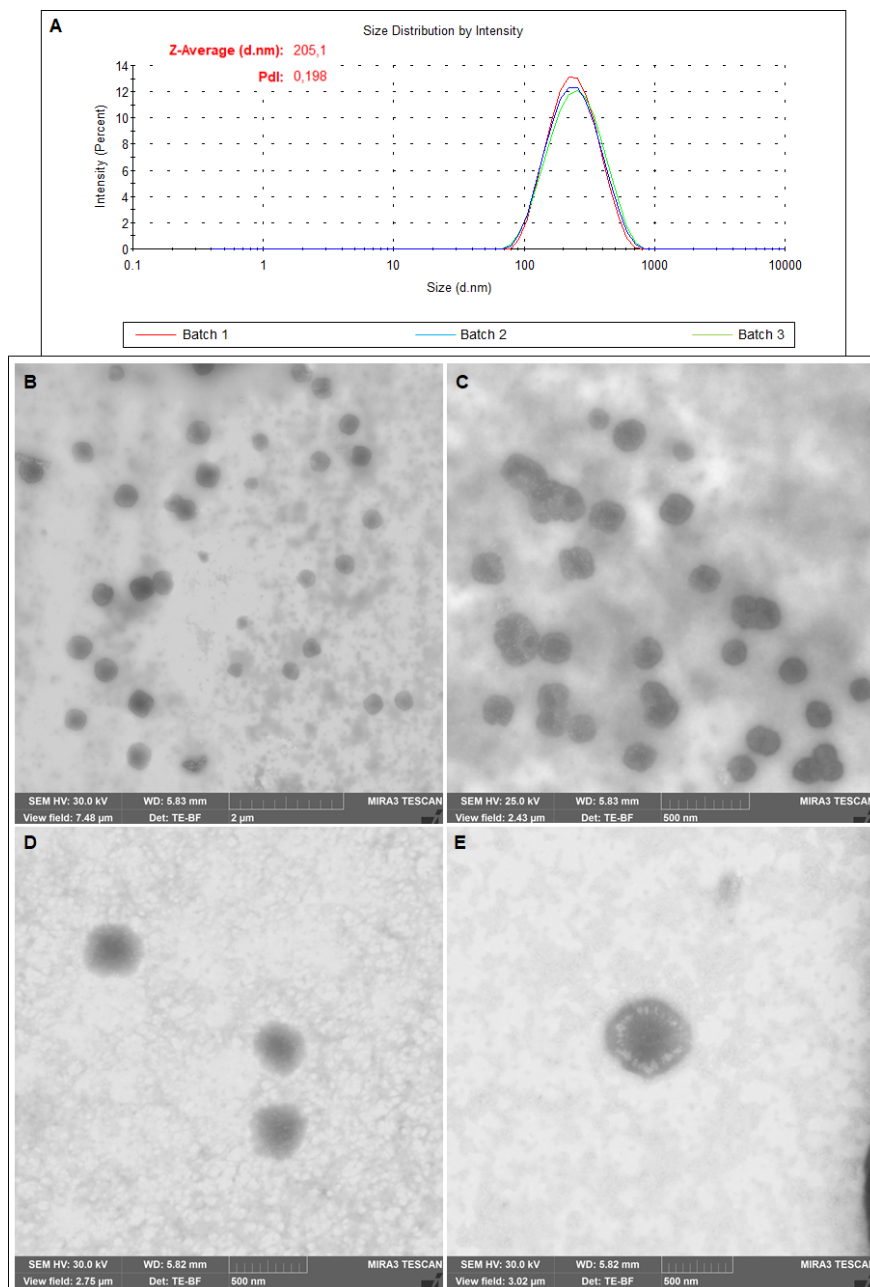 A
Size Distribution by Intensity
Z-Average (d.nm): 205,1
PdI: 0,198
14
12
10
8
6
4
2
0
Intensity (Percent)
0.1 1 10 100 1000 10000
Size (d.nm)
Batch 1 Batch 2 Batch 3
B
SEM HV: 30.0 kV WD: 5.83 mm MIRA3 TESCAN
View field: 7.48 µm Det: TE-BF 2 µm
C
SEM HV: 25.0 kV WD: 5.83 mm MIRA3 TESCAN
View field: 2.43 µm Det: TE-BF 500 nm
D
SEM HV: 30.0 kV WD: 5.82 mm MIRA3 TESCAN
View field: 2.75 µm Det: TE-BF 500 nm
E
SEM HV: 30.0 kV WD: 5.82 mm MIRA3 TESCAN
View field: 3.02 µm Det: TE-BF 500 nm